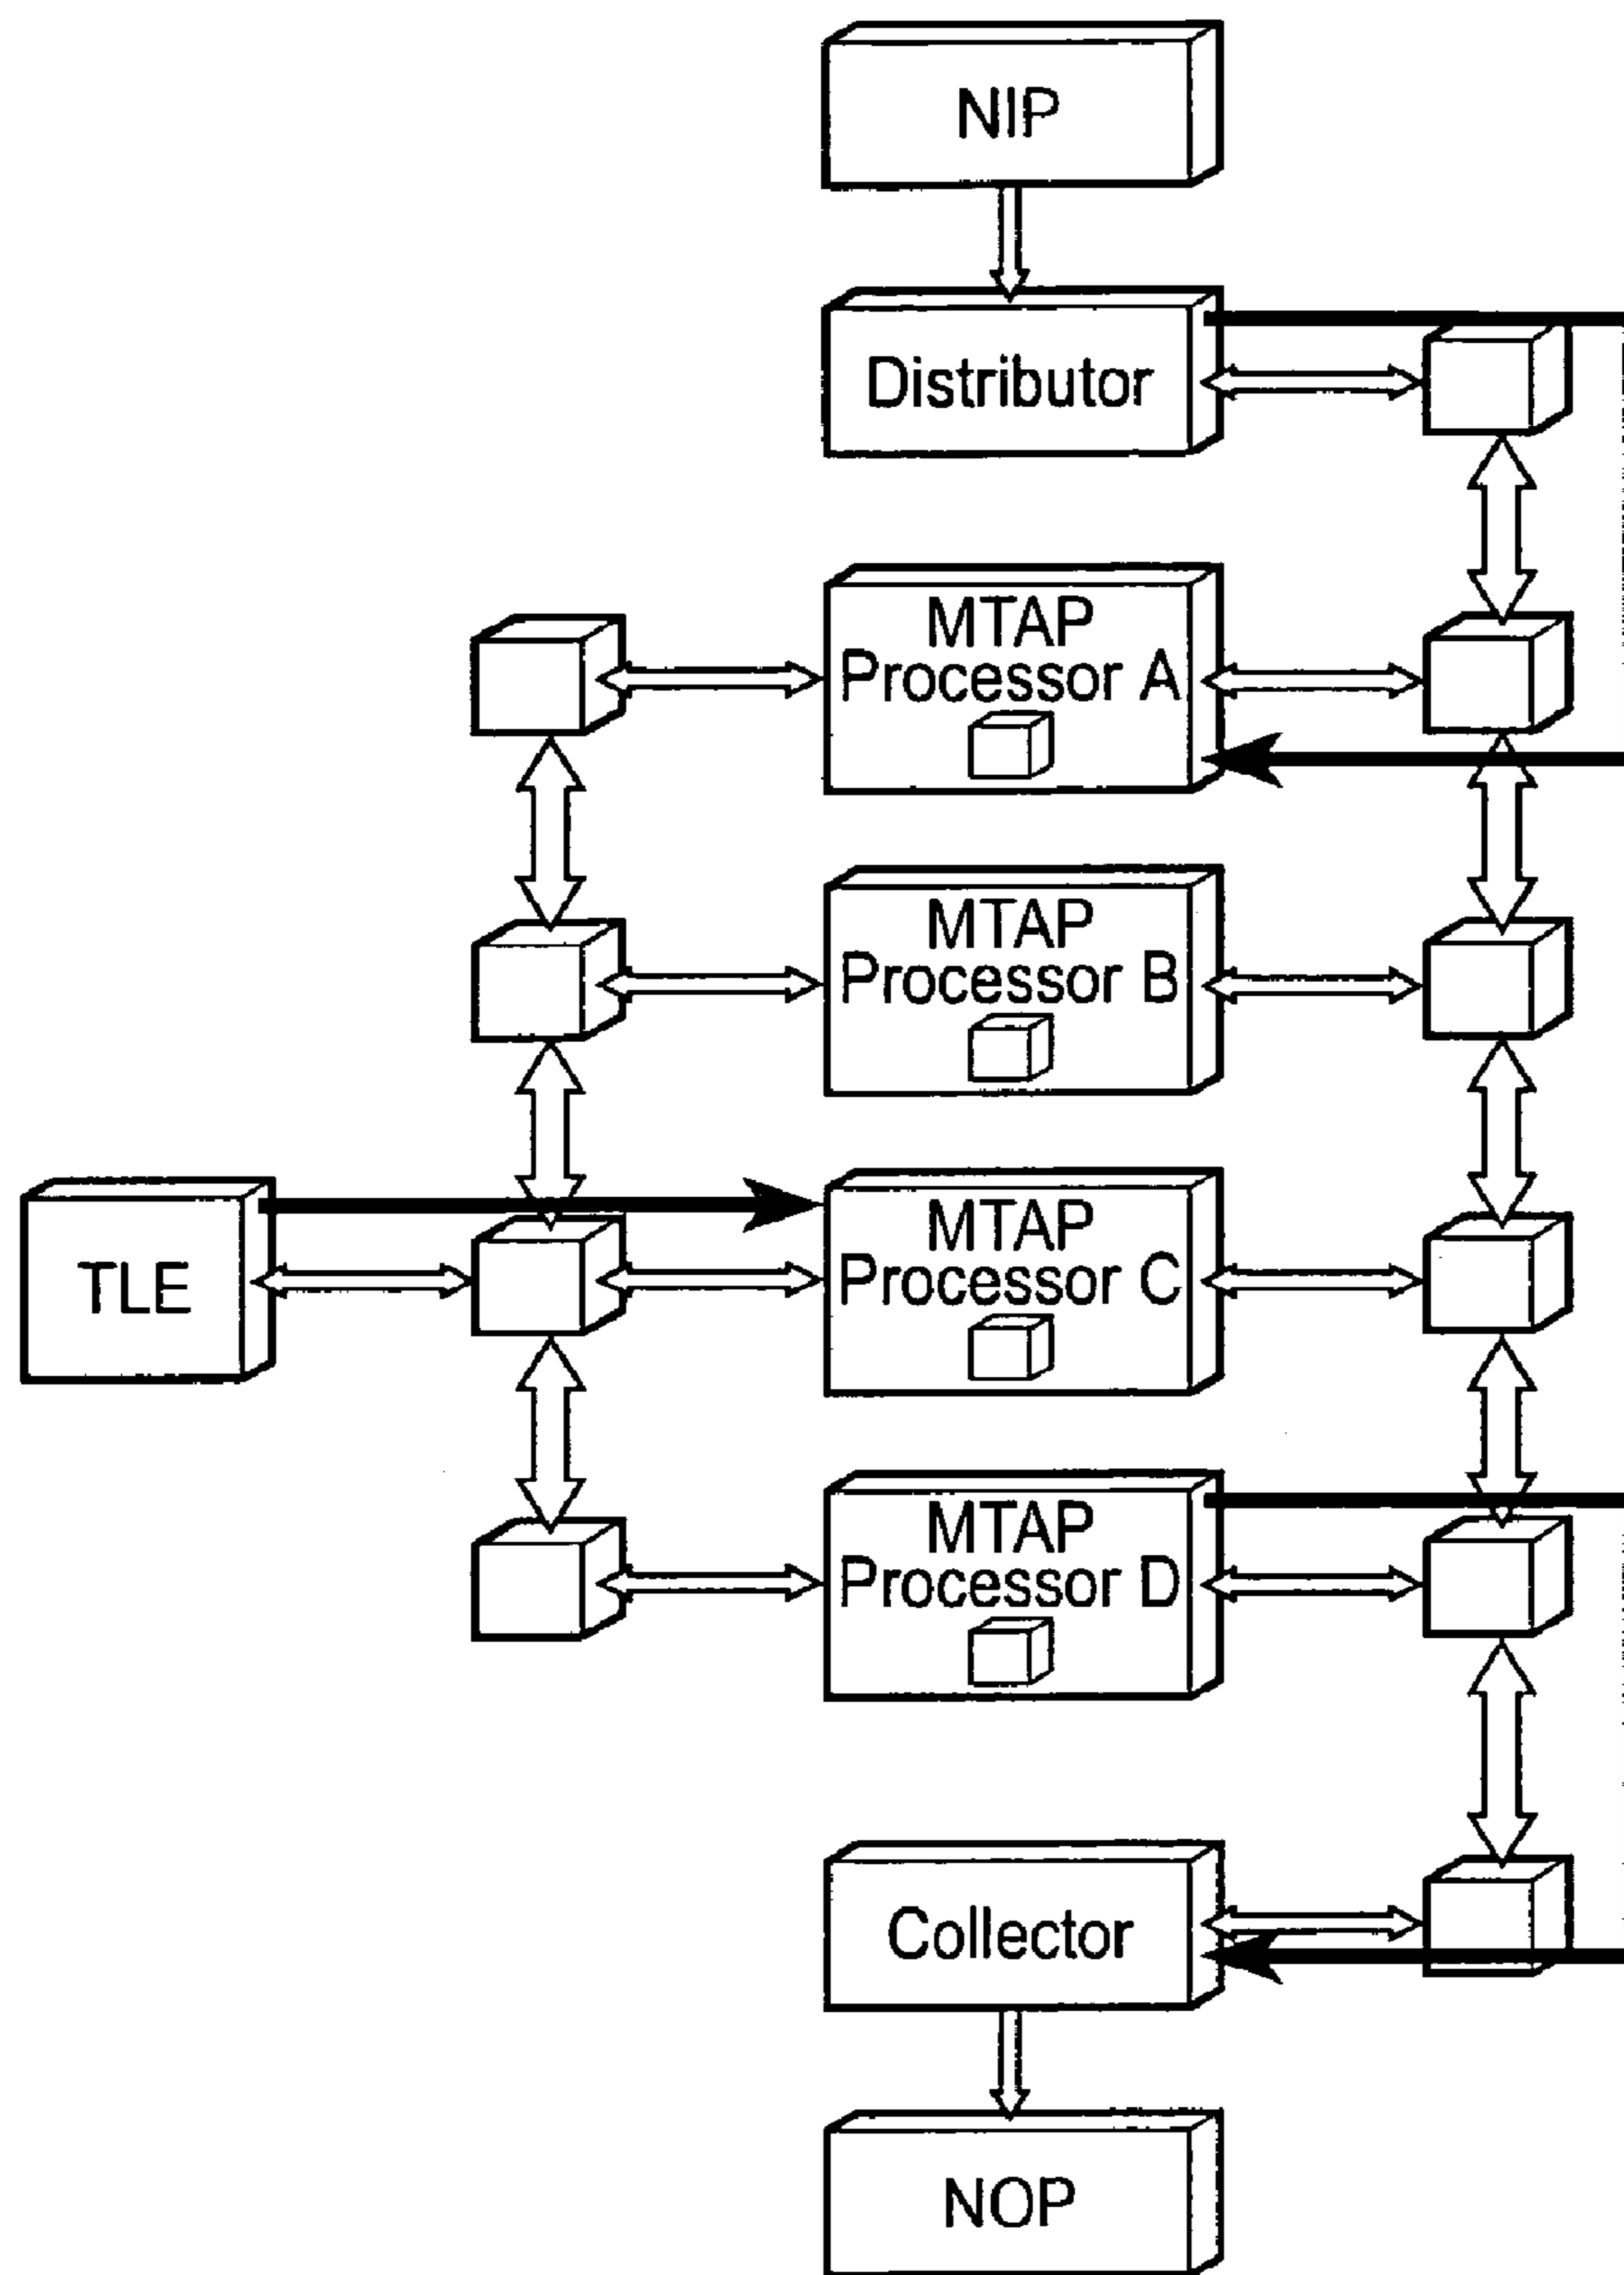 NIP
Distributor
MTAP
Processor A
MTAP
Processor B
TLE
MTAP
Processor C
MTAP
Processor D
Collector
NOP